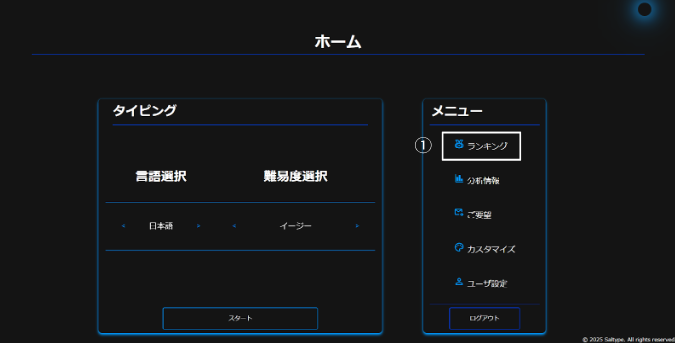 ホーム
タイピング
言語選択 難易度選択
< 日本語 > < イージー >
スタート
メニュー
① ランキング
分析情報
ご要望
カスタマイズ
ユーザ設定
ログアウト
© 2025 Saltype. All rights reserved